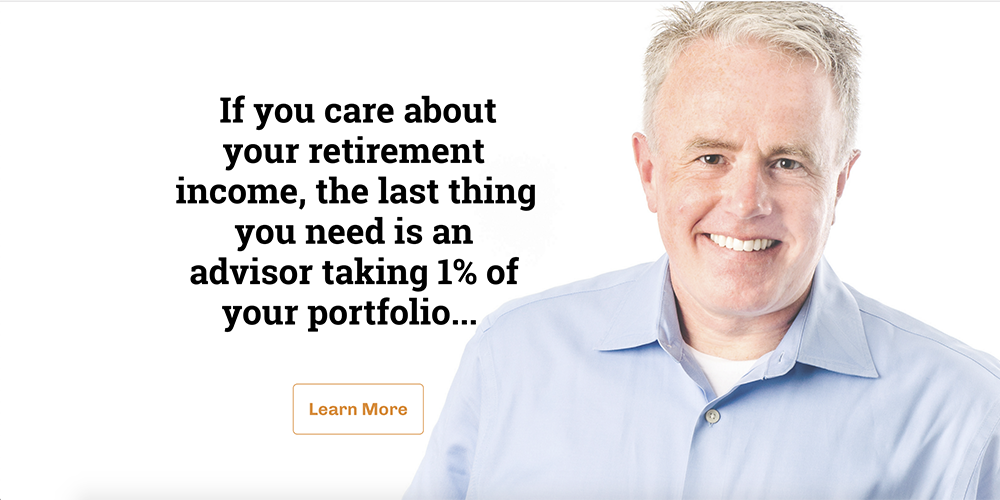 If you care about
your retirement
income, the last thing
you need is an
advisor taking 1% of
your portfolio...
Learn More